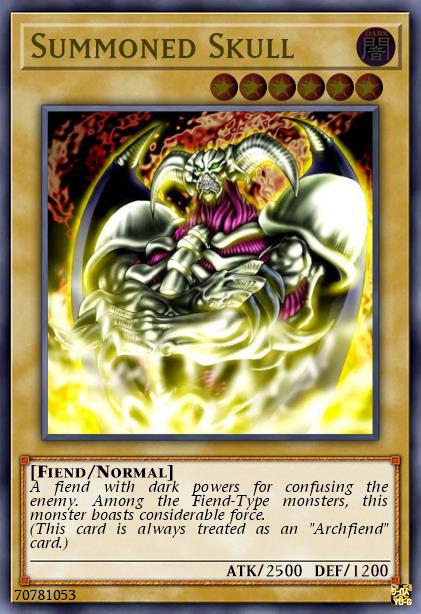 Summoned Skull
DARK
闇
[Fiend/Normal]
A fiend with dark powers for confusing the
enemy. Among the Fiend-Type monsters, this
monster boasts considerable force.
(This card is always treated as an "Archfiend"
card.)
ATK/2500 DEF/1200
70781053